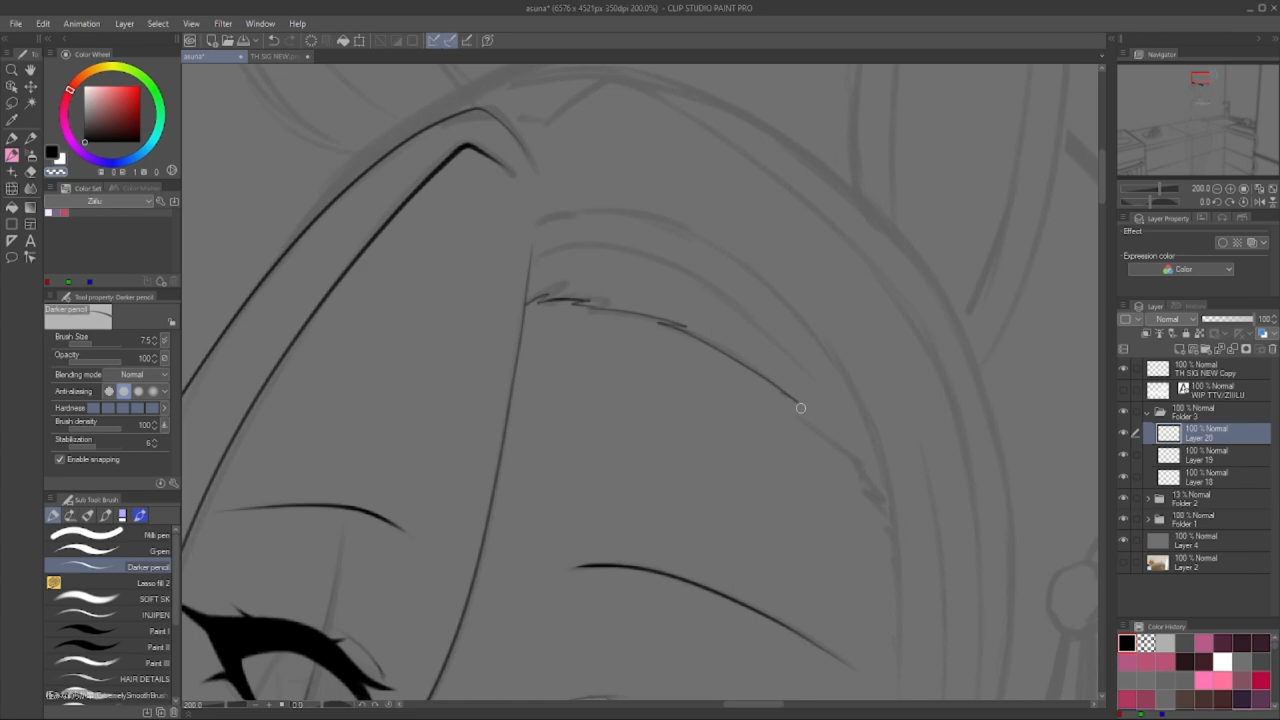 asuna* (6576 x 4521px 350dpi 200.0%) - CLIP STUDIO PAINT PRO
File Edit Animation Layer Select View Filter Window Help
asuna* TH SIG NEW
Color Wheel
Color Set
Ziilu
Tool property: Darker pencil
Darker pencil
Brush Size 7.5
Opacity 100
Blending mode Normal
Anti-aliasing
Hardness
Brush density 100
Stabilization 6
Enable snapping
Sub Tool: Brush
Milli pen
G-pen
Darker pencil
Lasso fill 2
SOFT SK
INJIPEN
Paint I
Paint II
Paint III
HAIR DETAILS
200.0 0.0
Navigator
200.0
0.0
Layer Property
Effect
Expression color
Color
Layer
Normal 100
100 % Normal
TH SIG NEW Copy
100 % Normal
WIP TTV/ZIILU
100 % Normal
Folder 3
100 % Normal
Layer 20
100 % Normal
Layer 19
100 % Normal
Layer 18
13 % Normal
Folder 2
100 % Normal
Folder 1
100 % Normal
Layer 4
100 % Normal
Layer 2
Color History